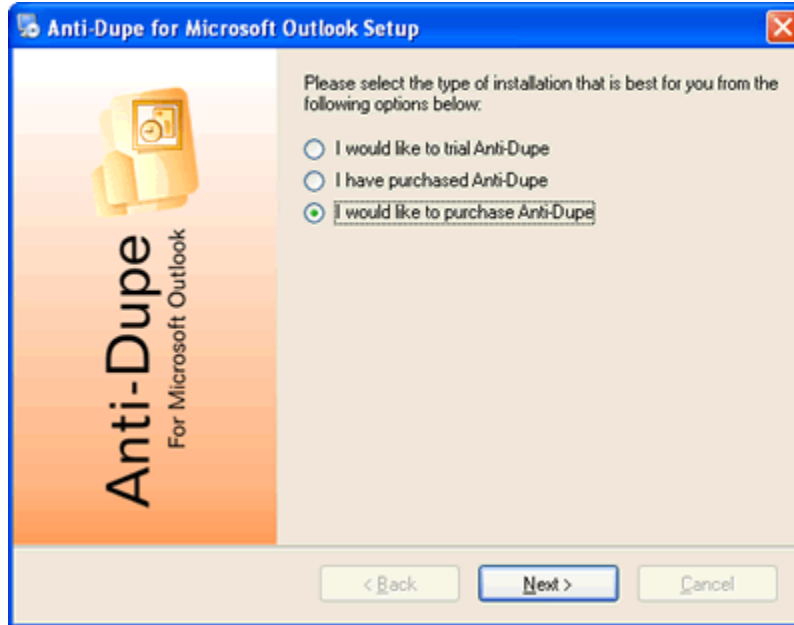 Anti-Dupe for Microsoft Outlook Setup
Please select the type of installation that is best for you from the
following options below:
I would like to trial Anti-Dupe
I have purchased Anti-Dupe
I would like to purchase Anti-Dupe
Anti-Dupe
For Microsoft Outlook
< Back
Next >
Cancel